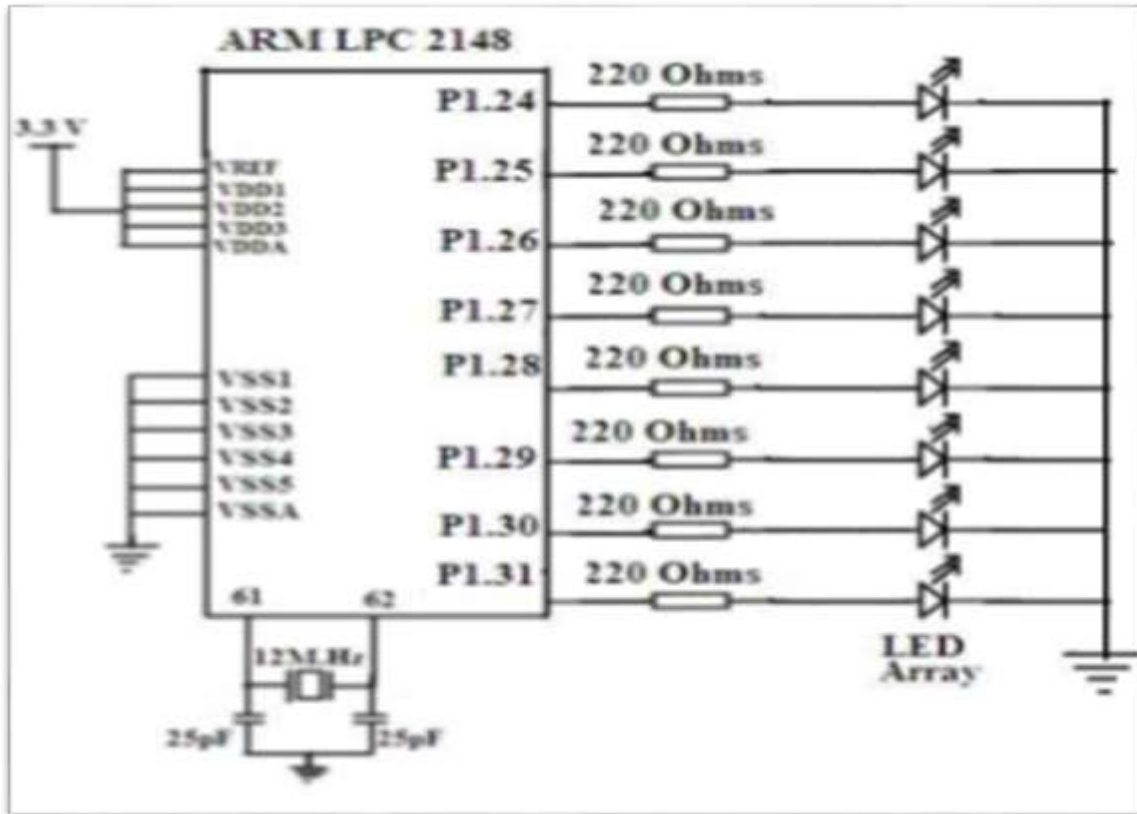 ARM LPC 2148
3.3 V
VREF
VDD1
VDD2
VDD3
VDDA
VSS1
VSS2
VSS3
VSS4
VSS5
VSSA
61
62
12M.Hz
25pF
25pF
P1.24
220 Ohms
P1.25
220 Ohms
P1.26
220 Ohms
P1.27
220 Ohms
P1.28
220 Ohms
P1.29
220 Ohms
P1.30
220 Ohms
P1.31
220 Ohms
LED
Array